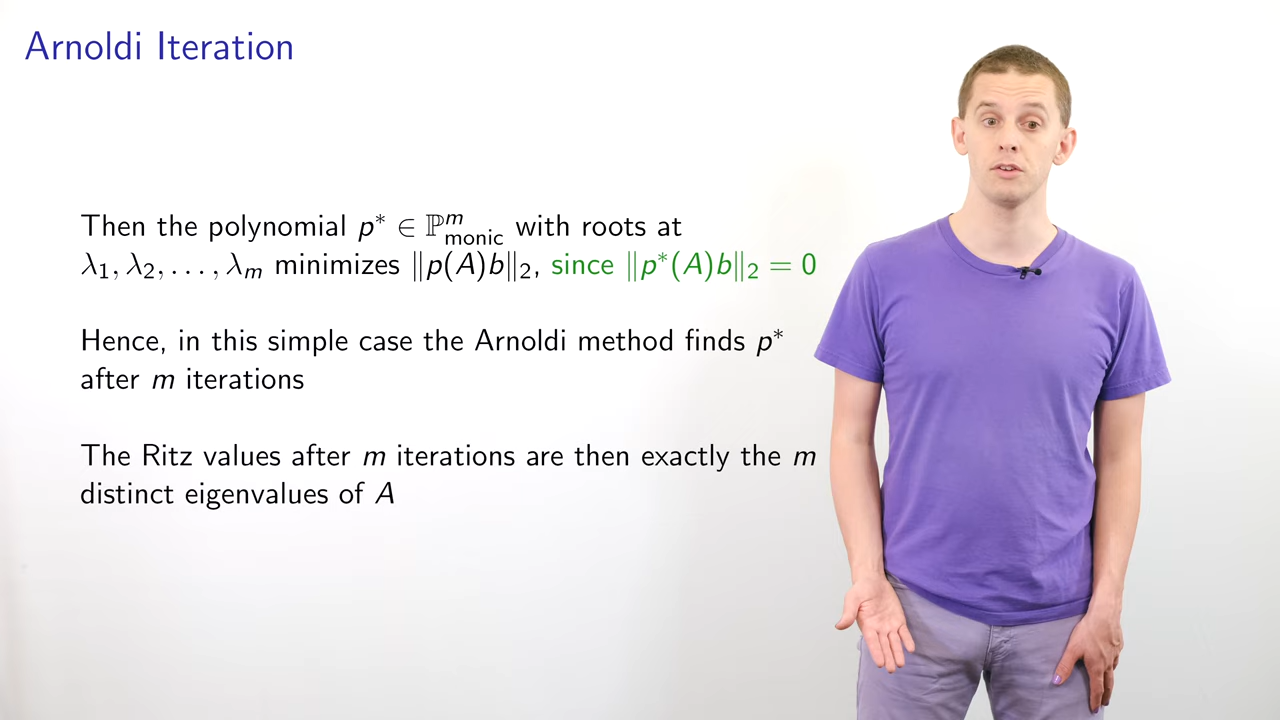 Arnoldi Iteration
Then the polynomial p* ∈ ℙᵐ_monic with roots at
λ₁, λ₂, . . . , λₘ minimizes ‖p(A)b‖₂, since ‖p*(A)b‖₂ = 0
Hence, in this simple case the Arnoldi method finds p*
after m iterations
The Ritz values after m iterations are then exactly the m
distinct eigenvalues of A